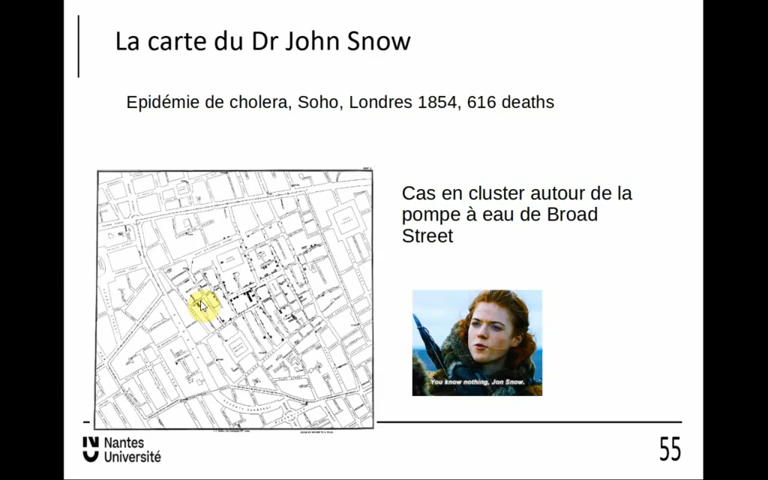 La carte du Dr John Snow
Epidémie de cholera, Soho, Londres 1854, 616 deaths
Cas en cluster autour de la
pompe à eau de Broad
Street
You know nothing, Jon Snow.
Nantes
Université
55